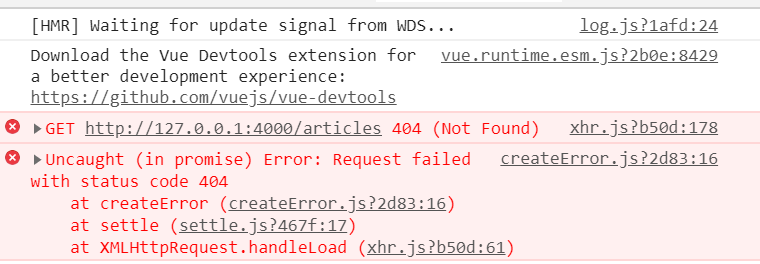 [HMR] Waiting for update signal from WDS... log.js?1afd:24
Download the Vue Devtools extension for vue.runtime.esm.js?2b0e:8429
a better development experience:
https://github.com/vuejs/vue-devtools
GET http://127.0.0.1:4000/articles 404 (Not Found) xhr.js?b50d:178
Uncaught (in promise) Error: Request failed createError.js?2d83:16
with status code 404
at createError (createError.js?2d83:16)
at settle (settle.js?467f:17)
at XMLHttpRequest.handleLoad (xhr.js?b50d:61)